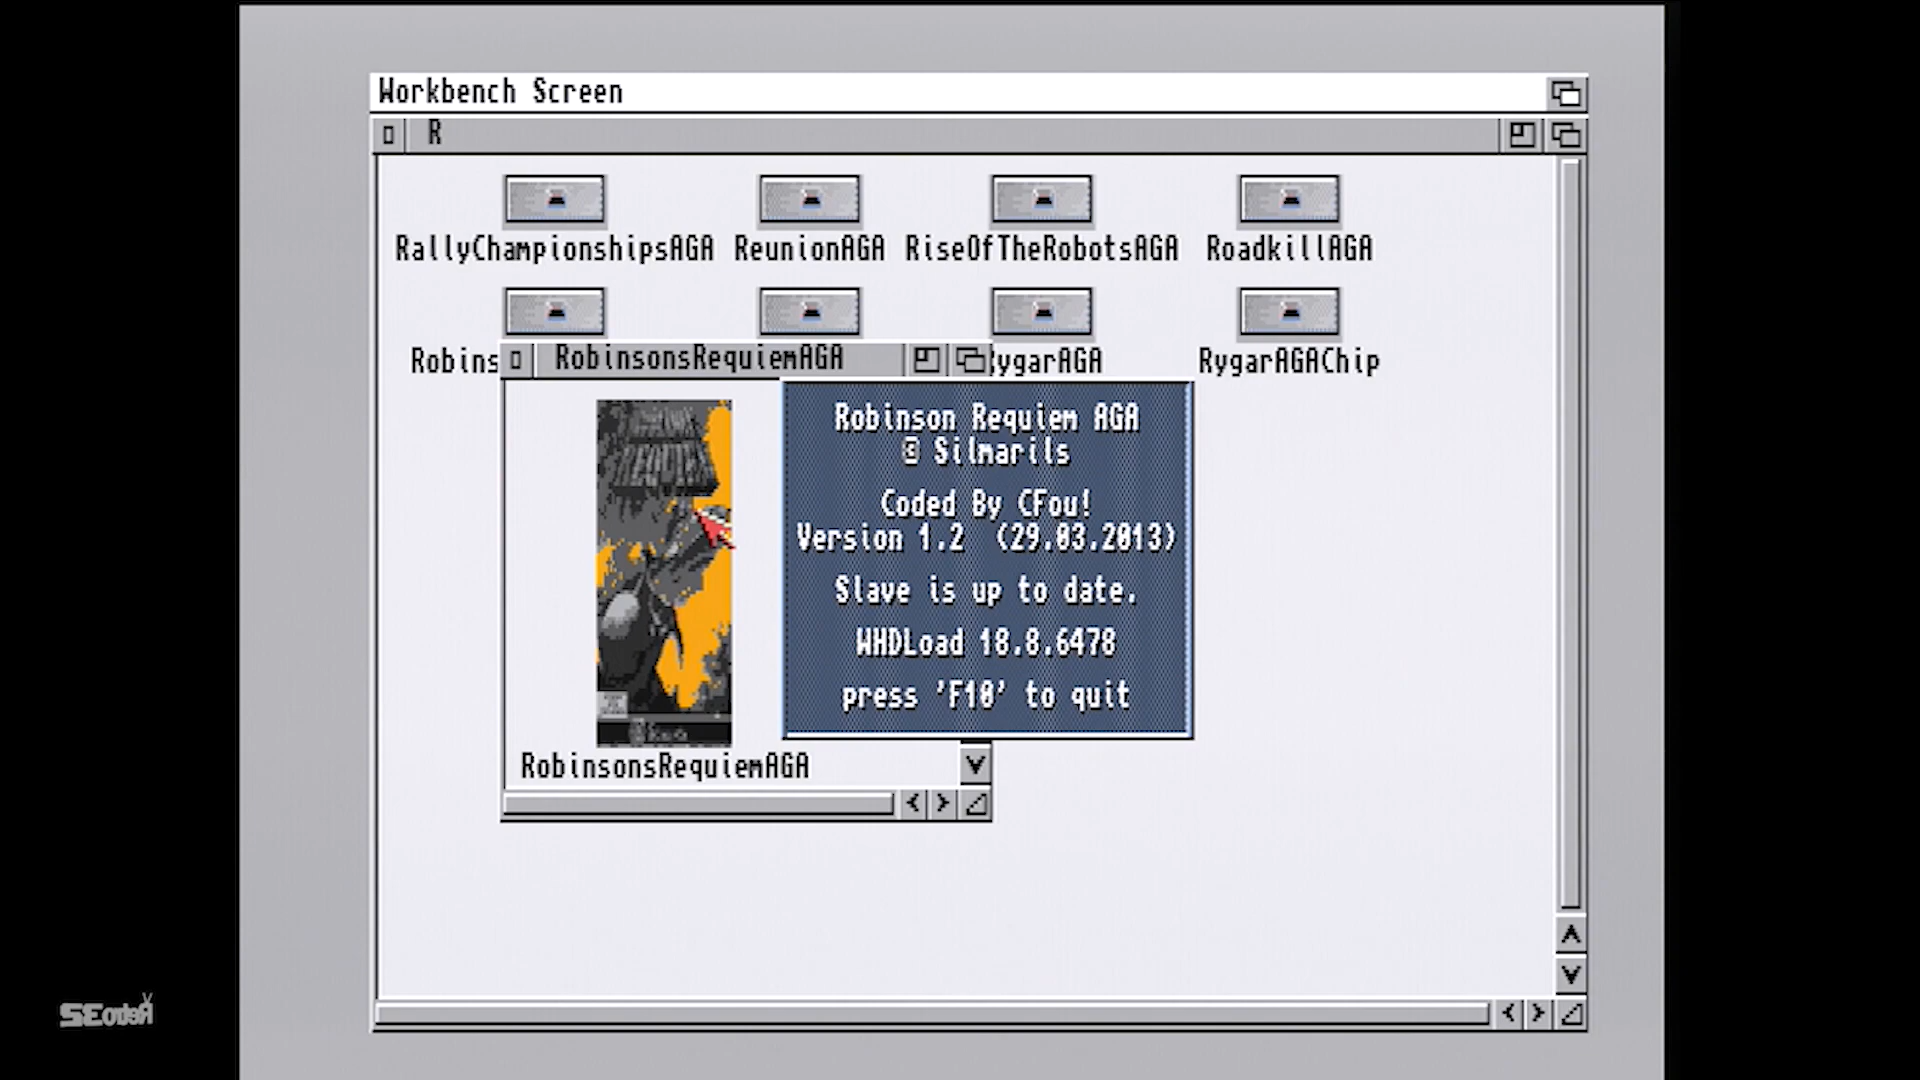 Workbench Screen
R
RallyChampionshipsAGA ReunionAGA RiseOfTheRobotsAGA RoadkillAGA
Robins ygarAGA RygarAGAChip
RobinsonsRequiemAGA
Robinson Requiem AGA
© Silmarils
Coded By CFou!
Version 1.2 (29.03.2013)
Slave is up to date.
WHDLoad 18.8.6478
press 'F10' to quit
RobinsonsRequiemAGA